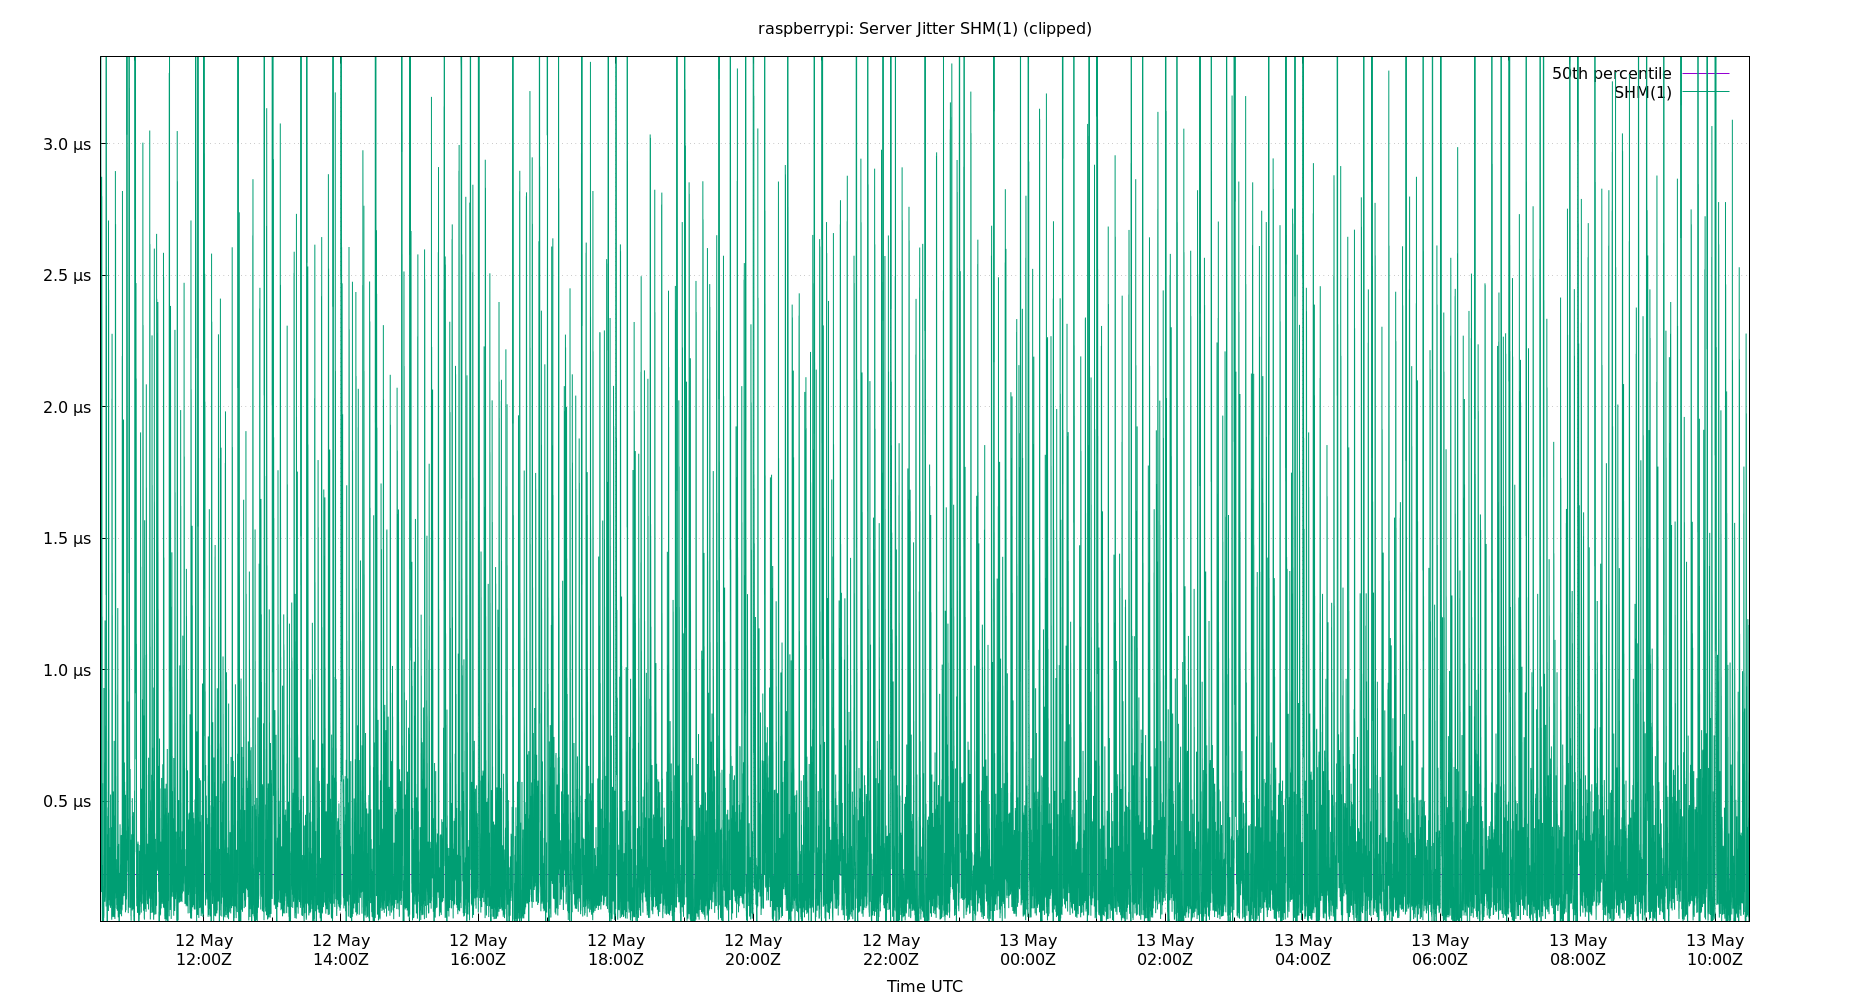 raspberrypi: Server Jitter SHM(1) (clipped)
50th percentile
SHM(1)
3.0 µs
2.5 µs
2.0 µs
1.5 µs
1.0 µs
0.5 µs
12 May 12 May 12 May 12 May 12 May 12 May 13 May 13 May 13 May 13 May 13 May 13 May
12:00Z 14:00Z 16:00Z 18:00Z 20:00Z 22:00Z 00:00Z 02:00Z 04:00Z 06:00Z 08:00Z 10:00Z
Time UTC